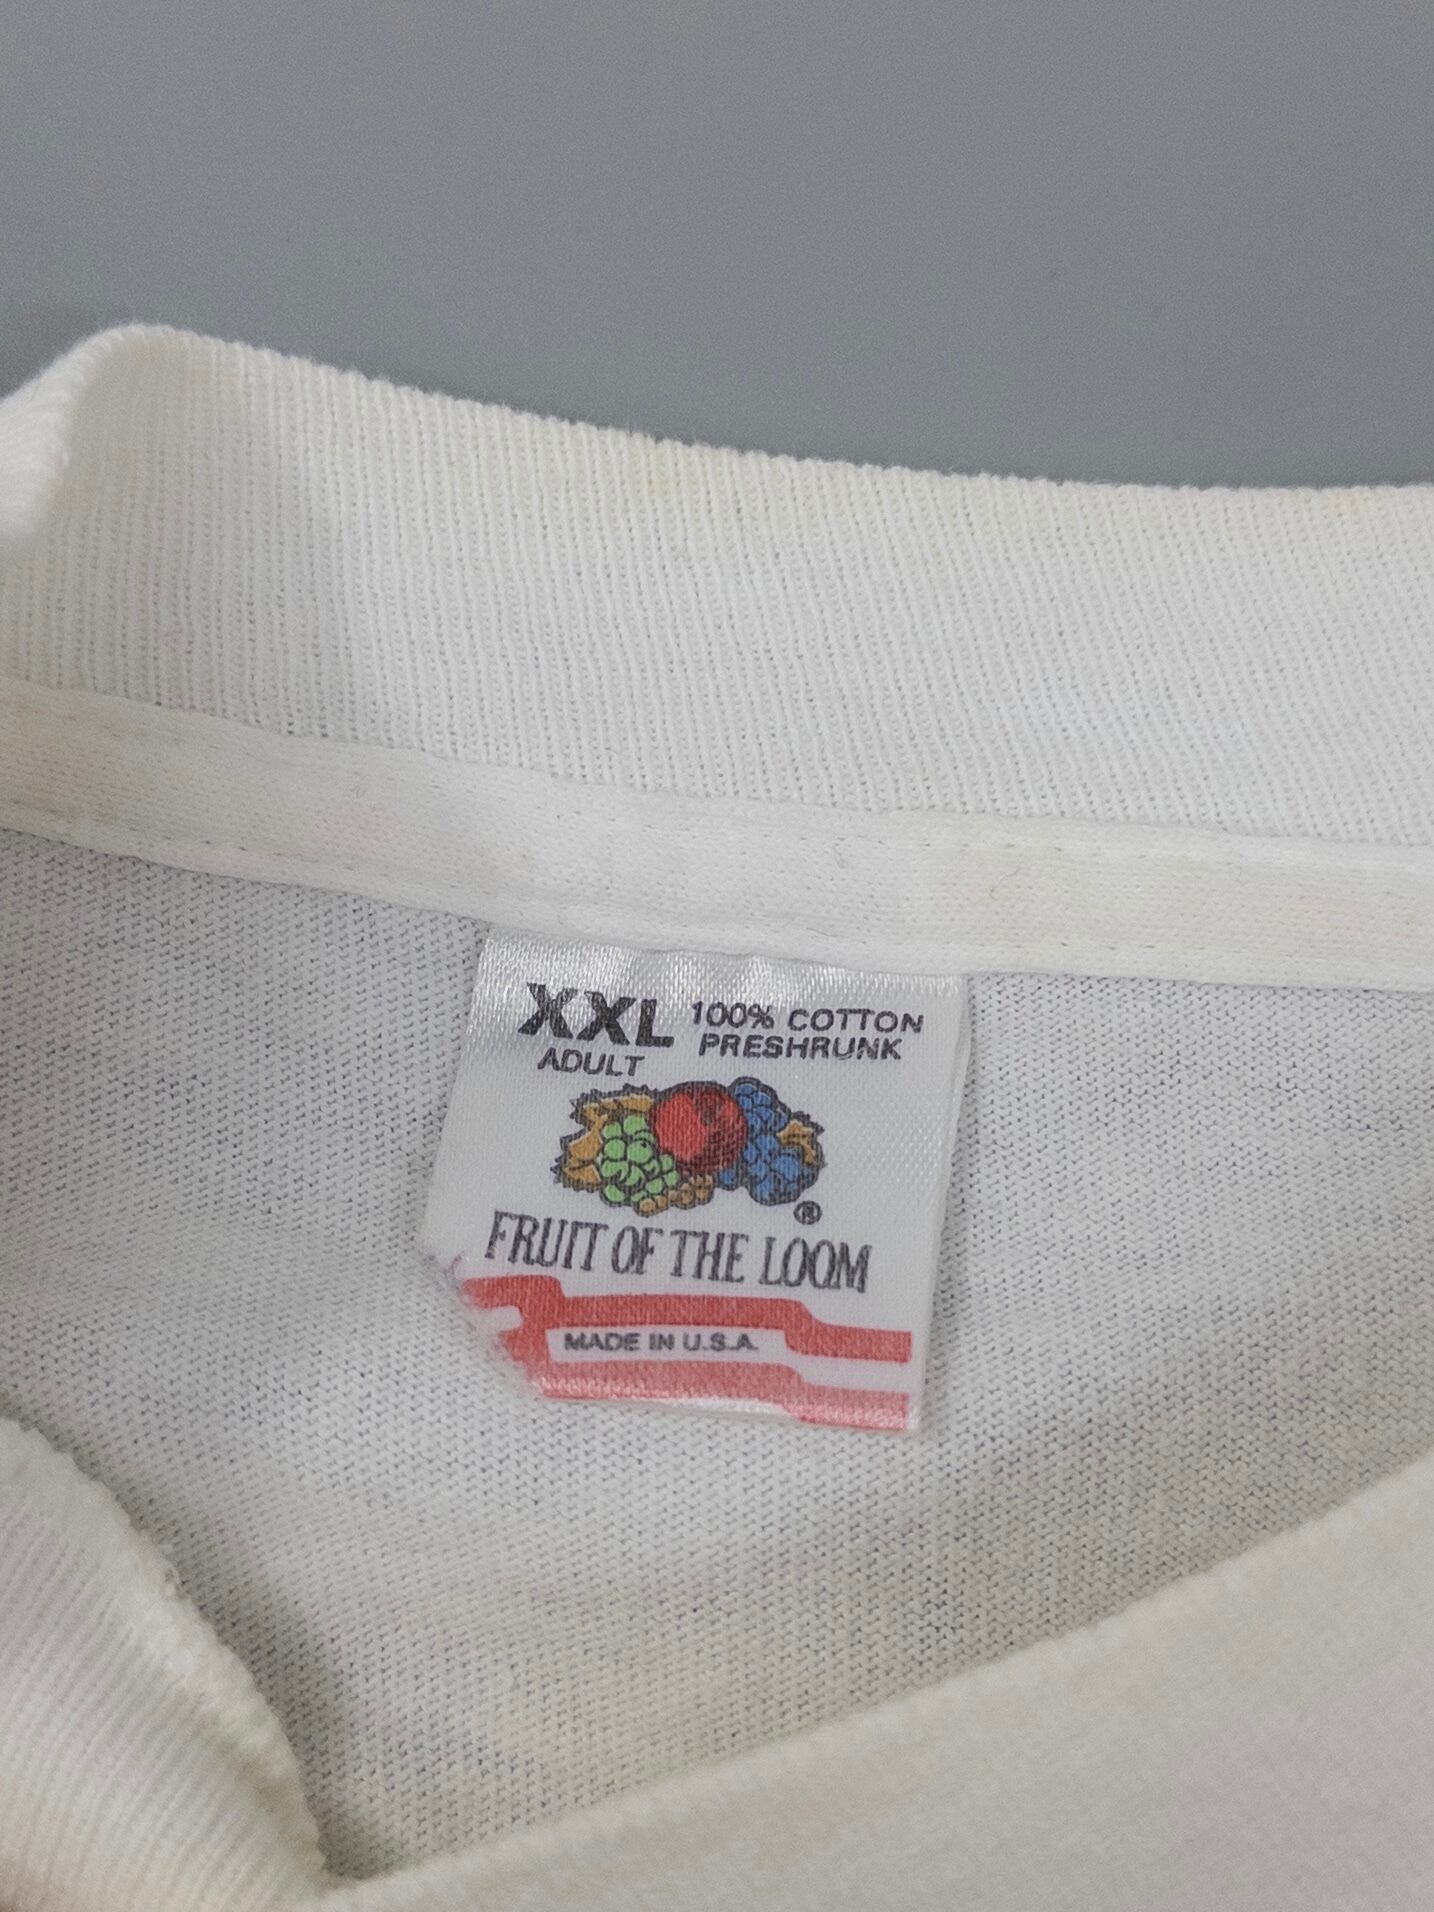 XXL 100% COTTON
ADULT PRESHRUNK
®
FRUIT OF THE LOOM
MADE IN U.S.A.